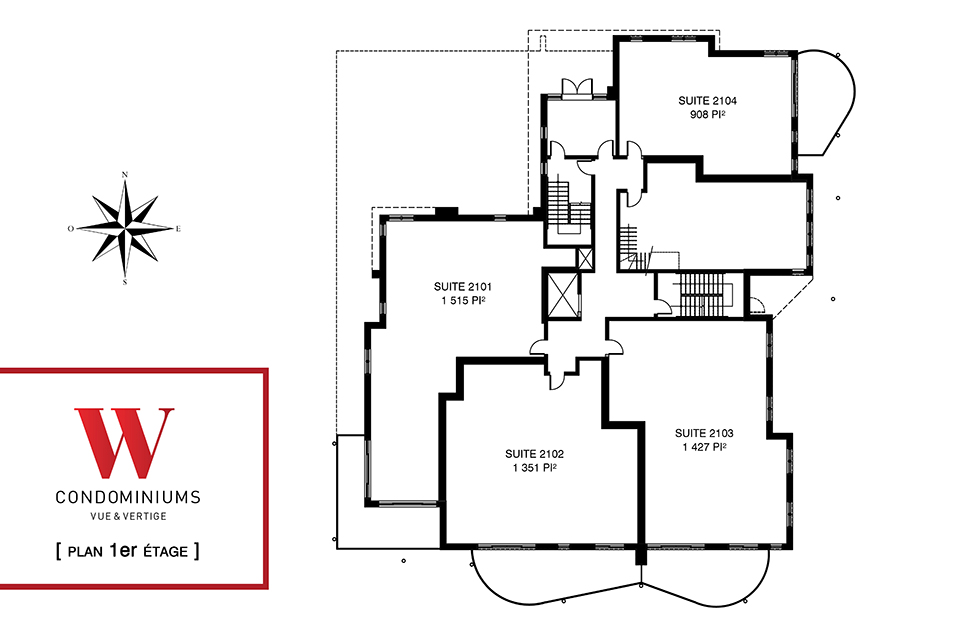 SUITE 2104
908 PI²
N
O
E
S
SUITE 2101
1 515 PI²
W
CONDOMINIUMS
VUE & VERTIGE
[ PLAN 1er ÉTAGE ]
SUITE 2103
1 427 PI²
SUITE 2102
1 351 PI²